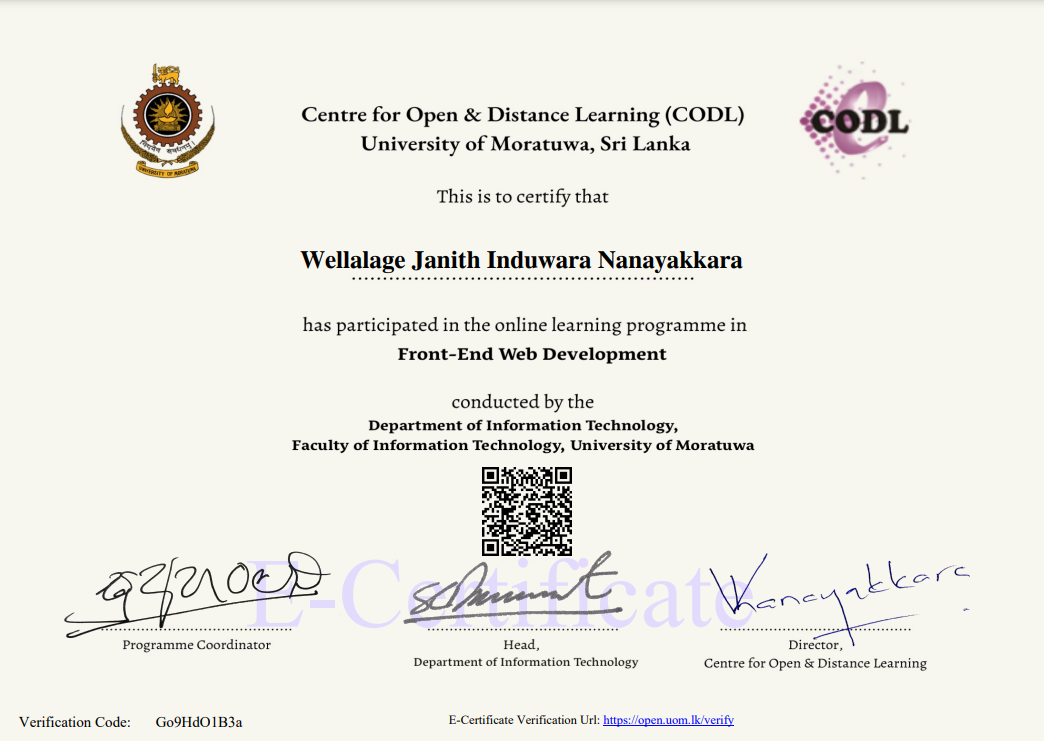 Centre for Open & Distance Learning (CODL)
University of Moratuwa, Sri Lanka
UNIVERSITY OF MORATUWA
CODL
This is to certify that
Wellalage Janith Induwara Nanayakkara
has participated in the online learning programme in
Front-End Web Development
conducted by the
Department of Information Technology,
Faculty of Information Technology, University of Moratuwa
E-Certificate
Programme Coordinator
Head,
Department of Information Technology
Director,
Centre for Open & Distance Learning
Verification Code: Go9HdO1B3a
E-Certificate Verification Url: https://open.uom.lk/verify